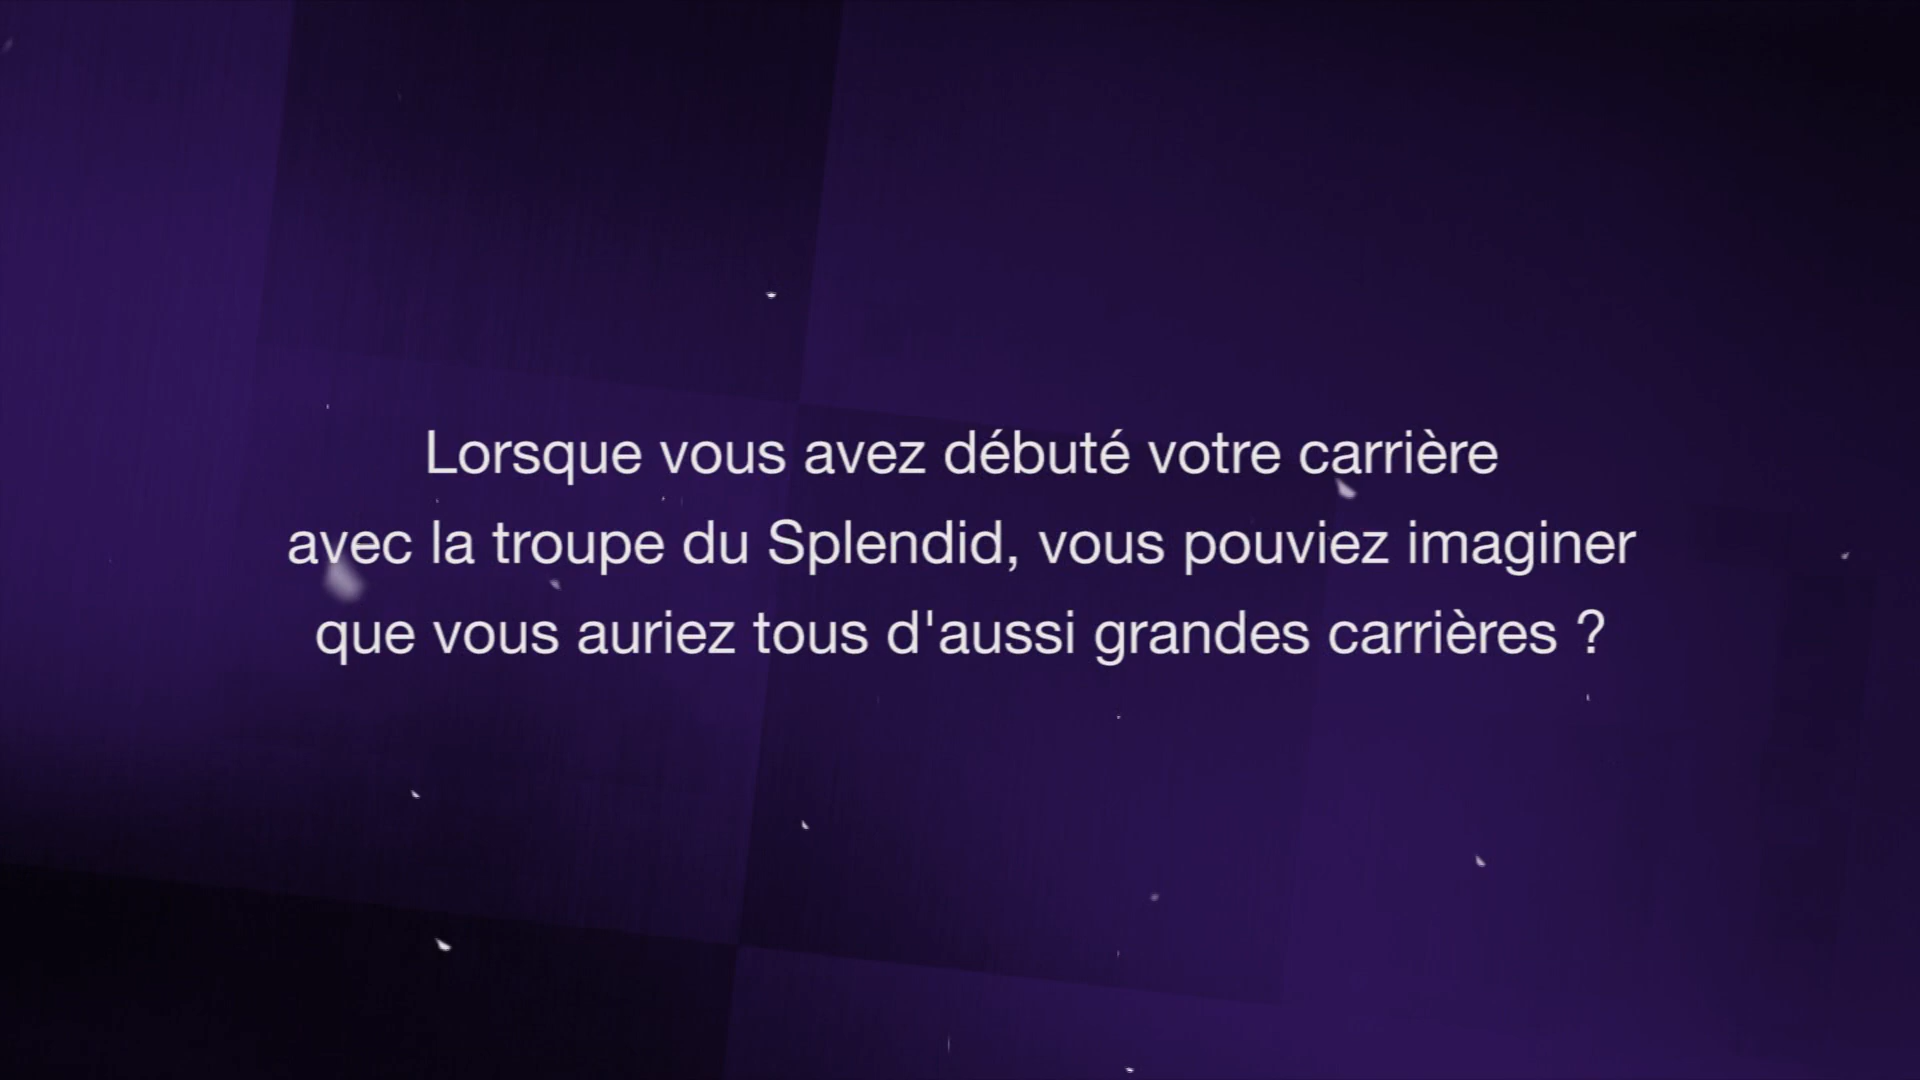 Lorsque vous avez débuté votre carrière
avec la troupe du Splendid, vous pouviez imaginer
que vous auriez tous d'aussi grandes carrières ?